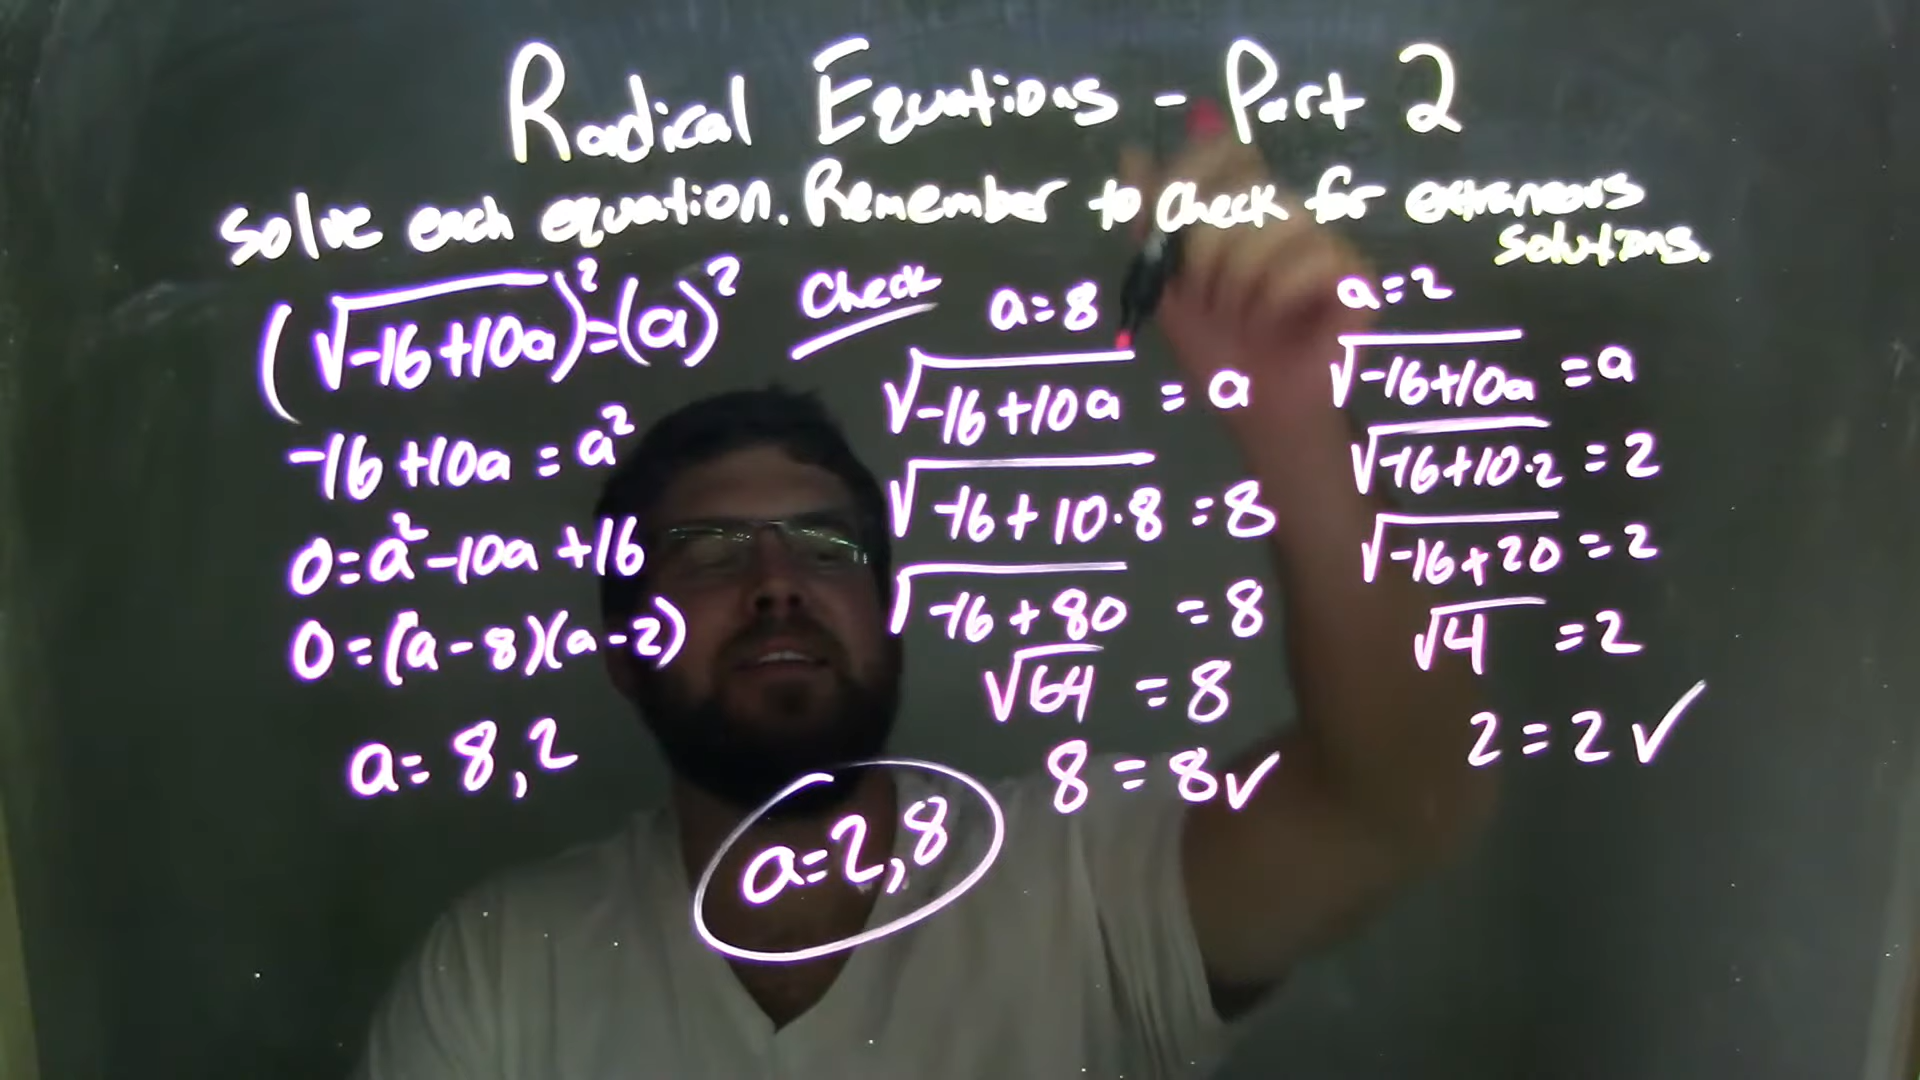 Radical Equations - Part 2
Solve each equation. Remember to check for extraneous
solutions.
(√-16+10a)²=(a)²
-16+10a=a²
0=a²-10a+16
0=(a-8)(a-2)
a=8,2
Check
a=8
√-16+10a = a
√-16+10·8 = 8
√-16+80 = 8
√64 = 8
8=8✓
a=2
√-16+10a = a
√-16+10·2 = 2
√-16+20 = 2
√4 = 2
2=2✓
a=2,8